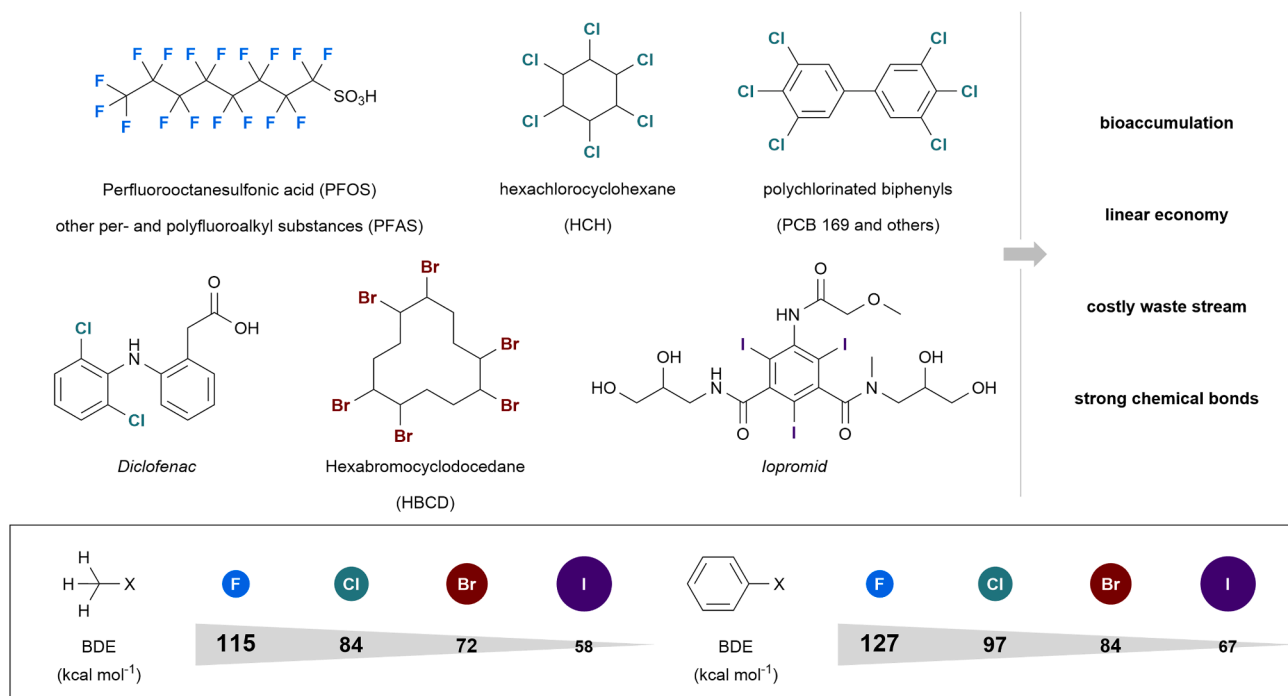 F F F F F F F F
F
F
F
F F F F F F F
SO₃H
Perfluorooctanesulfonic acid (PFOS)
other per- and polyfluoroalkyl substances (PFAS)
Cl
Cl Cl
Cl Cl
Cl
hexachlorocyclohexane
(HCH)
Cl Cl
Cl Cl
Cl Cl
polychlorinated biphenyls
(PCB 169 and others)
bioaccumulation
linear economy
costly waste stream
strong chemical bonds
O
OH
Cl
H
N
Cl
Diclofenac
Br
Br
Br
Br
Br
Br
Hexabromocyclodocedane
(HBCD)
O
O
HN
I I
OH
HO
H
N
O
I
O
N
OH
OH
Iopromid
H
H X
H
F Cl Br I
BDE
(kcal mol⁻¹)
115 84 72 58
X
F Cl Br I
BDE
(kcal mol⁻¹)
127 97 84 67